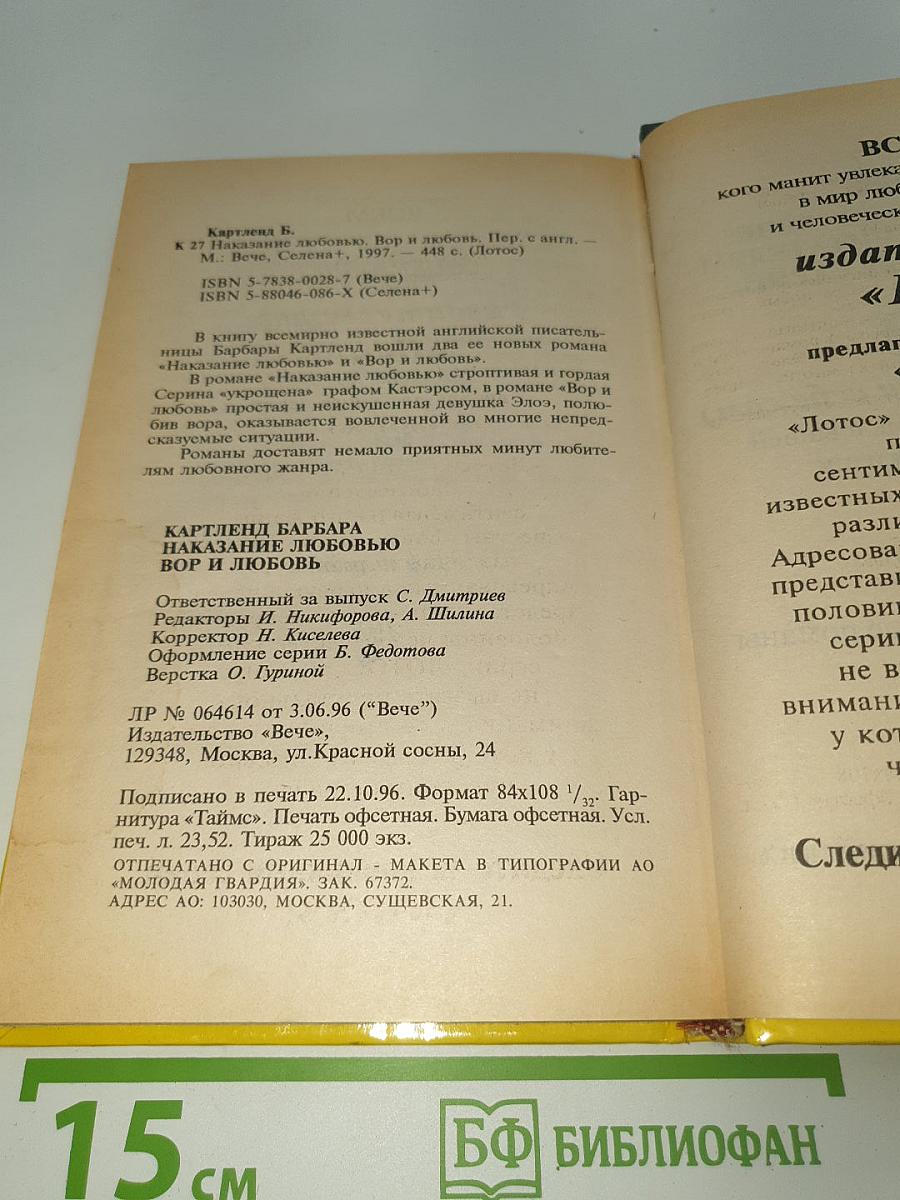 Картленд Б.
К 27 Наказание любовью. Вор и любовь. Пер. с англ. —
М.: Вече, Селена+, 1997. — 448 с. (Лотос)
ISBN 5-7838-0028-7 (Вече)
ISBN 5-88046-086-X (Селена+)
В книгу всемирно известной английской писатель-
ницы Барбары Картленд вошли два ее новых романа
«Наказание любовью» и «Вор и любовь».
В романе «Наказание любовью» строптивая и гордая
Серина «укрощена» графом Кастэрсом, в романе «Вор и
любовь» простая и неискушенная девушка Элоэ, полю-
бив вора, оказывается вовлеченной во многие непред-
сказуемые ситуации.
Романы доставят немало приятных минут любите-
лям любовного жанра.
КАРТЛЕНД БАРБАРА
НАКАЗАНИЕ ЛЮБОВЬЮ
ВОР И ЛЮБОВЬ
Ответственный за выпуск С. Дмитриев
Редакторы И. Никифорова, А. Шилина
Корректор Н. Киселева
Оформление серии Б. Федотова
Верстка О. Гуриной
ЛР № 064614 от 3.06.96 (“Вече”)
Издательство «Вече»,
129348, Москва, ул.Красной сосны, 24
Подписано в печать 22.10.96. Формат 84х108 1/32. Гар-
нитура «Таймс». Печать офсетная. Бумага офсетная. Усл.
печ. л. 23,52. Тираж 25 000 экз.
ОТПЕЧАТАНО С ОРИГИНАЛ - МАКЕТА В ТИПОГРАФИИ АО
«МОЛОДАЯ ГВАРДИЯ». ЗАК. 67372.
АДРЕС АО: 103030, МОСКВА, СУЩЕВСКАЯ, 21.
ВС
кого манит увлека
в мир люб
и человеческ
издат
«
предлаг
«
«Лотос»
п
сентим
известных
разли
Адресова
представи
половин
сери
не в
внимани
у кот
ч
Следи
15 см
БФ БИБЛИОФАН